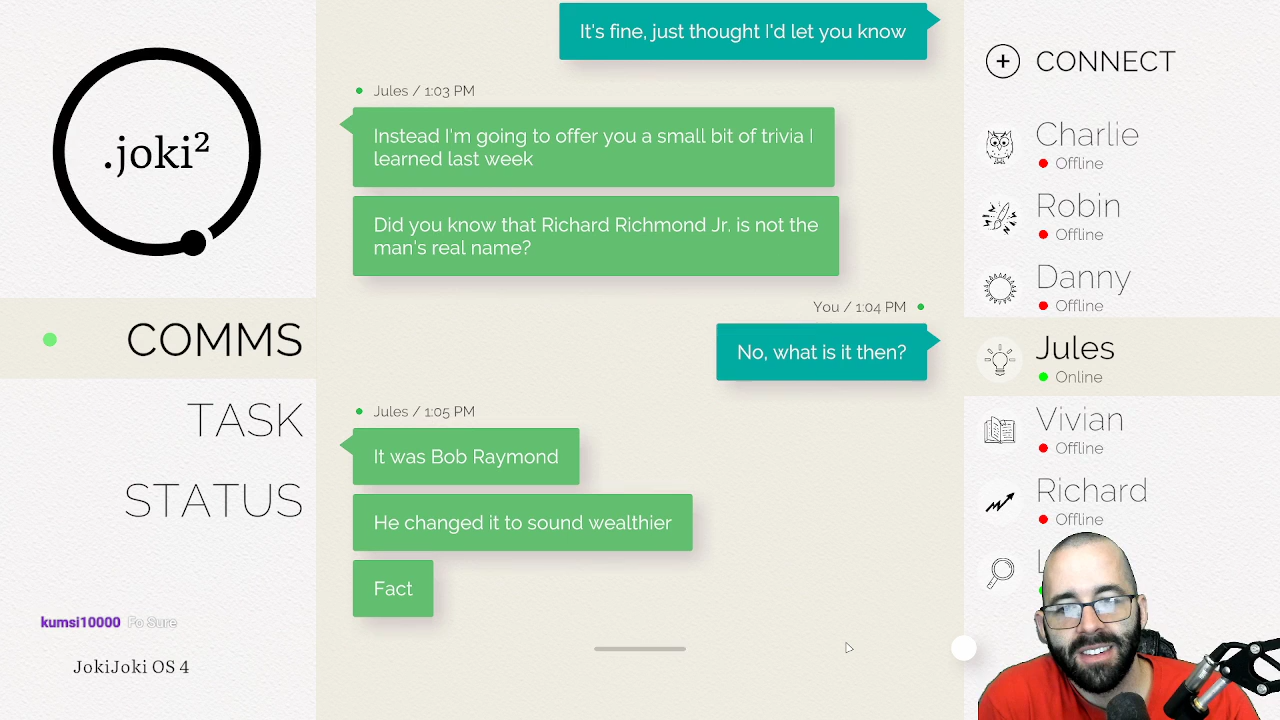 .joki²
COMMS
TASK
STATUS
kumsi10000 Fo Sure
JokiJoki OS 4
It's fine, just thought I'd let you know
Jules / 1:03 PM
Instead I'm going to offer you a small bit of trivia I
learned last week
Did you know that Richard Richmond Jr. is not the
man's real name?
You / 1:04 PM
No, what is it then?
Jules / 1:05 PM
It was Bob Raymond
He changed it to sound wealthier
Fact
+ CONNECT
Charlie
Offline
Robin
Offline
Danny
Offline
Jules
Online
Vivian
Offline
Richard
Offline